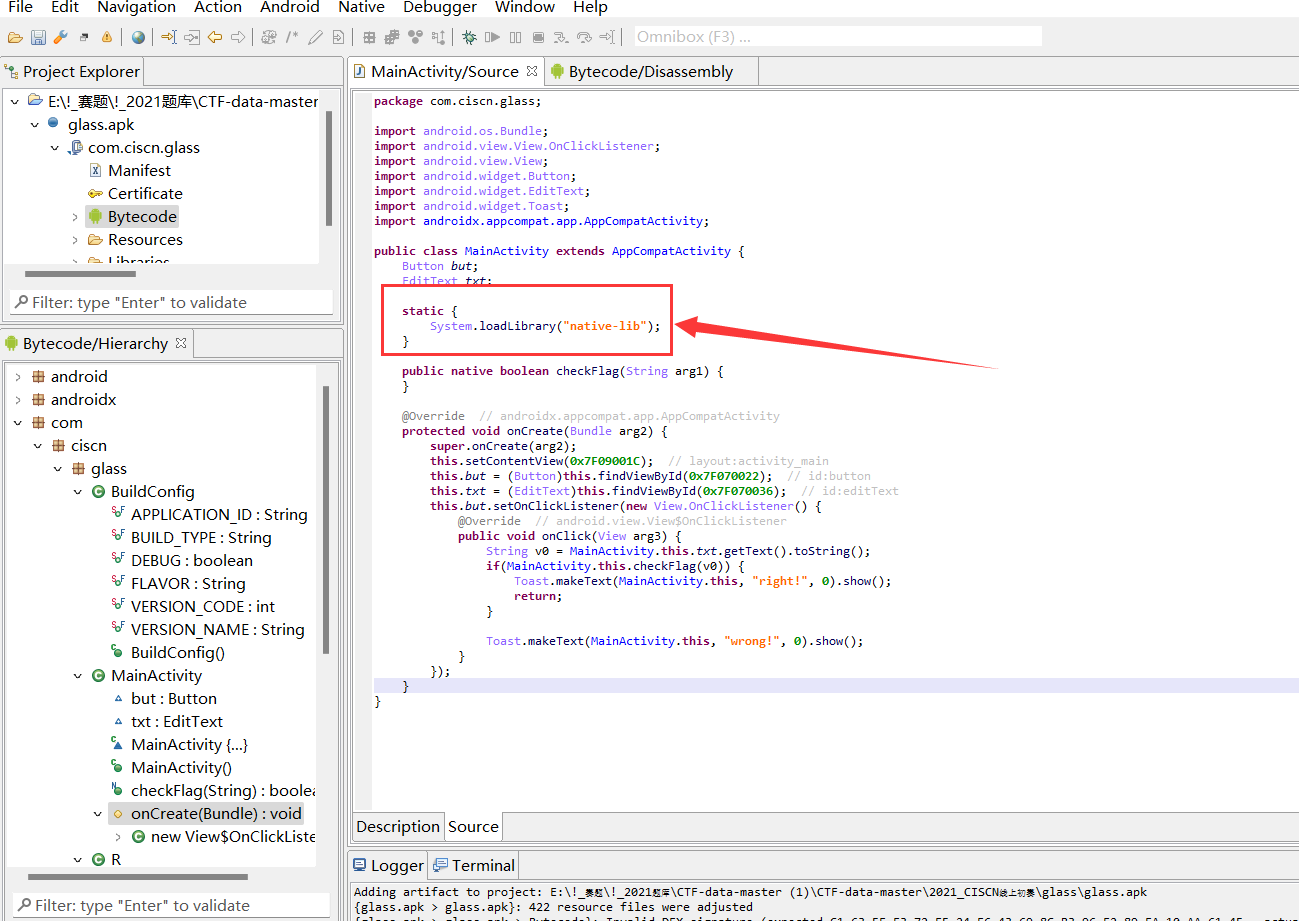 File Edit Navigation Action Android Native Debugger Window Help
Omnibox (F3) ...
Project Explorer
E:\!_赛题\!_2021题库\CTF-data-master
glass.apk
com.ciscn.glass
Manifest
Certificate
Bytecode
Resources
Libraries
Filter: type "Enter" to validate
Bytecode/Hierarchy
android
androidx
com
ciscn
glass
BuildConfig
APPLICATION_ID : String
BUILD_TYPE : String
DEBUG : boolean
FLAVOR : String
VERSION_CODE : int
VERSION_NAME : String
BuildConfig()
MainActivity
but : Button
txt : EditText
MainActivity {...}
MainActivity()
checkFlag(String) : boolea
onCreate(Bundle) : void
new View$OnClickListe
R
Filter: type "Enter" to validate
MainActivity/Source
Bytecode/Disassembly
package com.ciscn.glass;
import android.os.Bundle;
import android.view.View.OnClickListener;
import android.view.View;
import android.widget.Button;
import android.widget.EditText;
import android.widget.Toast;
import androidx.appcompat.app.AppCompatActivity;
public class MainActivity extends AppCompatActivity {
Button but;
EditText txt;
static {
System.loadLibrary("native-lib");
}
public native boolean checkFlag(String arg1) {
}
@Override // androidx.appcompat.app.AppCompatActivity
protected void onCreate(Bundle arg2) {
super.onCreate(arg2);
this.setContentView(0x7F09001C); // layout:activity_main
this.but = (Button)this.findViewById(0x7F070022); // id:button
this.txt = (EditText)this.findViewById(0x7F070036); // id:editText
this.but.setOnClickListener(new View.OnClickListener() {
@Override // android.view.View$OnClickListener
public void onClick(View arg3) {
String v0 = MainActivity.this.txt.getText().toString();
if(MainActivity.this.checkFlag(v0)) {
Toast.makeText(MainActivity.this, "right!", 0).show();
return;
}
Toast.makeText(MainActivity.this, "wrong!", 0).show();
}
});
}
}
Description Source
Logger Terminal
Adding artifact to project: E:\!_赛题\!_2021题库\CTF-data-master (1)\CTF-data-master\2021_CISCN线上初赛\glass\glass.apk
{glass.apk > glass.apk}: 422 resource files were adjusted